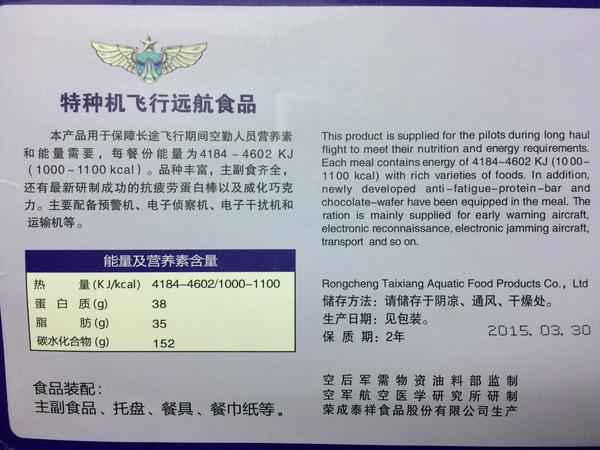 特种机飞行远航食品
本产品用于保障长途飞行期间空勤人员营养素
和能量需要，每餐份能量为4184～4602 KJ
（1000～1100 kcal）。品种丰富，主副食齐全，
还有最新研制成功的抗疲劳蛋白棒以及威化巧克
力。主要配备预警机、电子侦察机、电子干扰机和
运输机等。
能量及营养素含量
热 量(KJ/kcal) 4184-4602/1000-1100
蛋 白 质(g) 38
脂 肪(g) 35
碳水化合物(g) 152
食品装配：
主副食品、托盘、餐具、餐巾纸等。
This product is supplied for the pilots during long haul
flight to meet their nutrition and energy requirements.
Each meal contains energy of 4184-4602 KJ (1000-
1100 kcal) with rich varieties of foods. In addition,
newly developed anti-fatigue-protein-bar and
chocolate-wafer have been equipped in the meal. The
ration is mainly supplied for early warning aircraft,
electronic reconnaissance, electronic jamming aircraft,
transport and so on.
Rongcheng Taixiang Aquatic Food Products Co., Ltd
储存方法：请储存于阴凉、通风、干燥处。
生产日期：见包装。
2015. 03. 30
保 质 期：2年
空后军需物资油料部监制
空军航空医学研究所研制
荣成泰祥食品股份有限公司生产